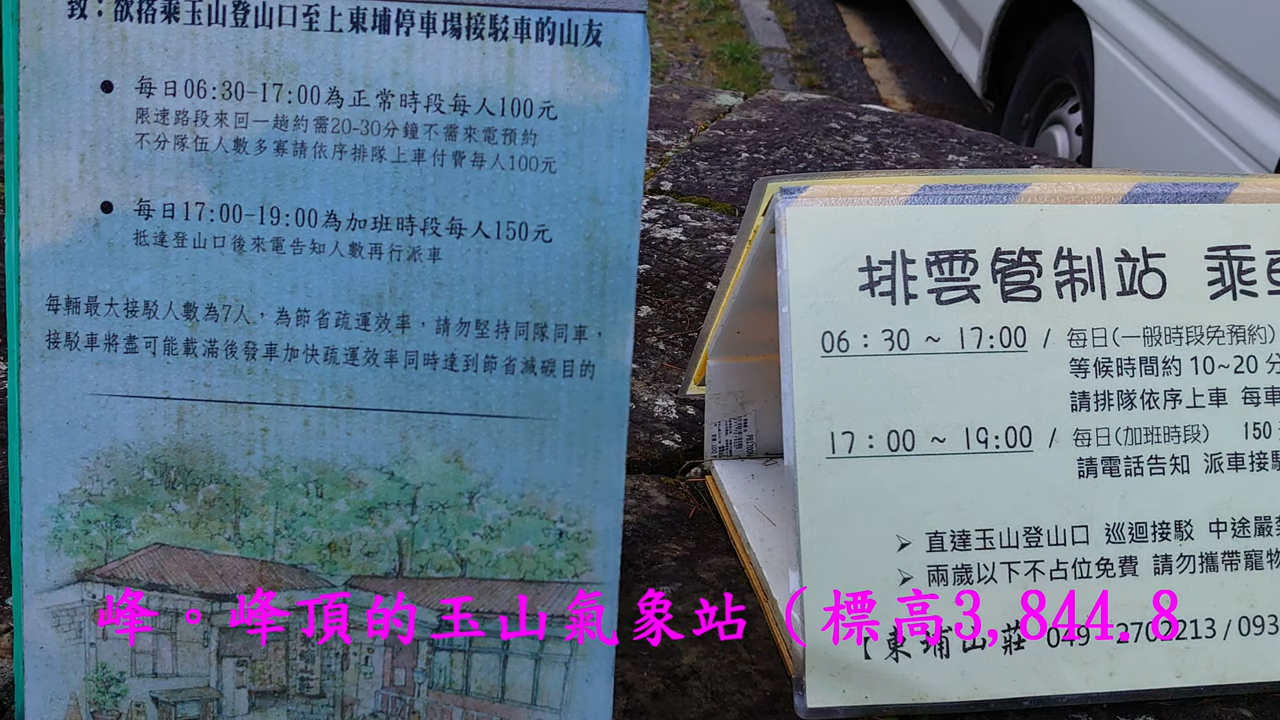 致：欲搭乘玉山登山口至上東埔停車場接駁車的山友
● 每日06:30-17:00為正常時段每人100元
限速路段來回一趟約需20-30分鐘不需來電預約
不分隊伍人數多寡請依序排隊上車付費每人100元
● 每日17:00-19:00為加班時段每人150元
抵達登山口後來電告知人數再行派車
每輛最大接駁人數為7人，為節省疏運效率，請勿堅持同隊同車，
接駁車將盡可能載滿後發車加快疏運效率同時達到節省減碳目的
排雲管制站 乘
06：30 ~ 17:00 / 每日(一般時段免預約)
等候時間約 10~20 分
請排隊依序上車 每車
17：00 ~ 19:00 / 每日(加班時段) 150
請電話告知 派車接駁
➢ 直達玉山登山口 巡迴接駁 中途嚴
➢ 兩歲以下不占位免費 請勿攜帶寵物
東埔山莊 049-2702213 / 093
峰。峰頂的玉山氣象站（標高3,844.8